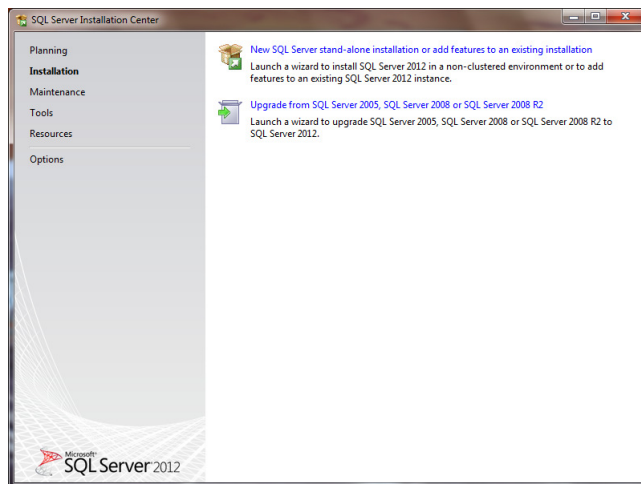 SQL Server Installation Center
Planning
Installation
Maintenance
Tools
Resources
Options
New SQL Server stand-alone installation or add features to an existing installation
Launch a wizard to install SQL Server 2012 in a non-clustered environment or to add
features to an existing SQL Server 2012 instance.
Upgrade from SQL Server 2005, SQL Server 2008 or SQL Server 2008 R2
Launch a wizard to upgrade SQL Server 2005, SQL Server 2008 or SQL Server 2008 R2 to
SQL Server 2012.
Microsoft
SQL Server 2012